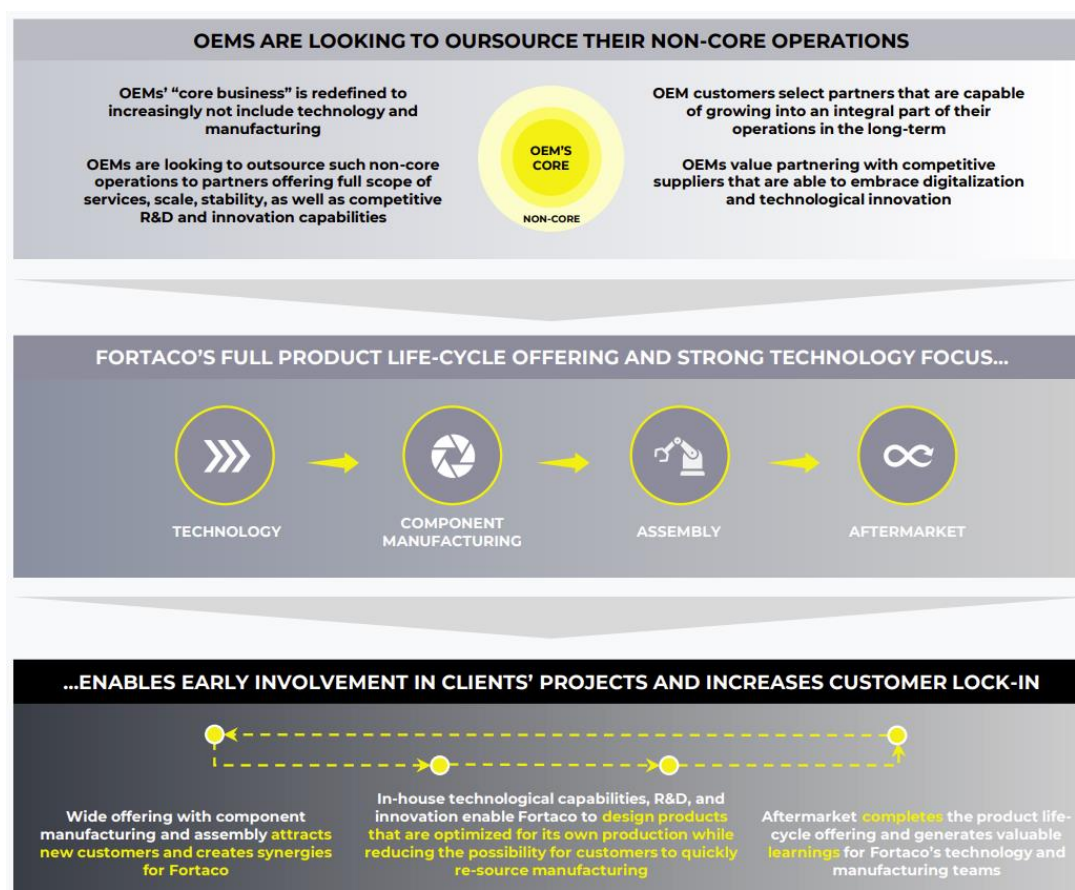 OEMS ARE LOOKING TO OURSOURCE THEIR NON-CORE OPERATIONS
OEMs’ “core business” is redefined to
increasingly not include technology and
manufacturing
OEMs are looking to outsource such non-core
operations to partners offering full scope of
services, scale, stability, as well as competitive
R&D and innovation capabilities
OEM’S
CORE
NON-CORE
OEM customers select partners that are capable
of growing into an integral part of their
operations in the long-term
OEMs value partnering with competitive
suppliers that are able to embrace digitalization
and technological innovation
FORTACO’S FULL PRODUCT LIFE-CYCLE OFFERING AND STRONG TECHNOLOGY FOCUS...
TECHNOLOGY
COMPONENT
MANUFACTURING
ASSEMBLY
AFTERMARKET
...ENABLES EARLY INVOLVEMENT IN CLIENTS’ PROJECTS AND INCREASES CUSTOMER LOCK-IN
Wide offering with component
manufacturing and assembly attracts
new customers and creates synergies
for Fortaco
In-house technological capabilities, R&D, and
innovation enable Fortaco to design products
that are optimized for its own production while
reducing the possibility for customers to quickly
re-source manufacturing
Aftermarket completes the product life-
cycle offering and generates valuable
learnings for Fortaco’s technology and
manufacturing teams